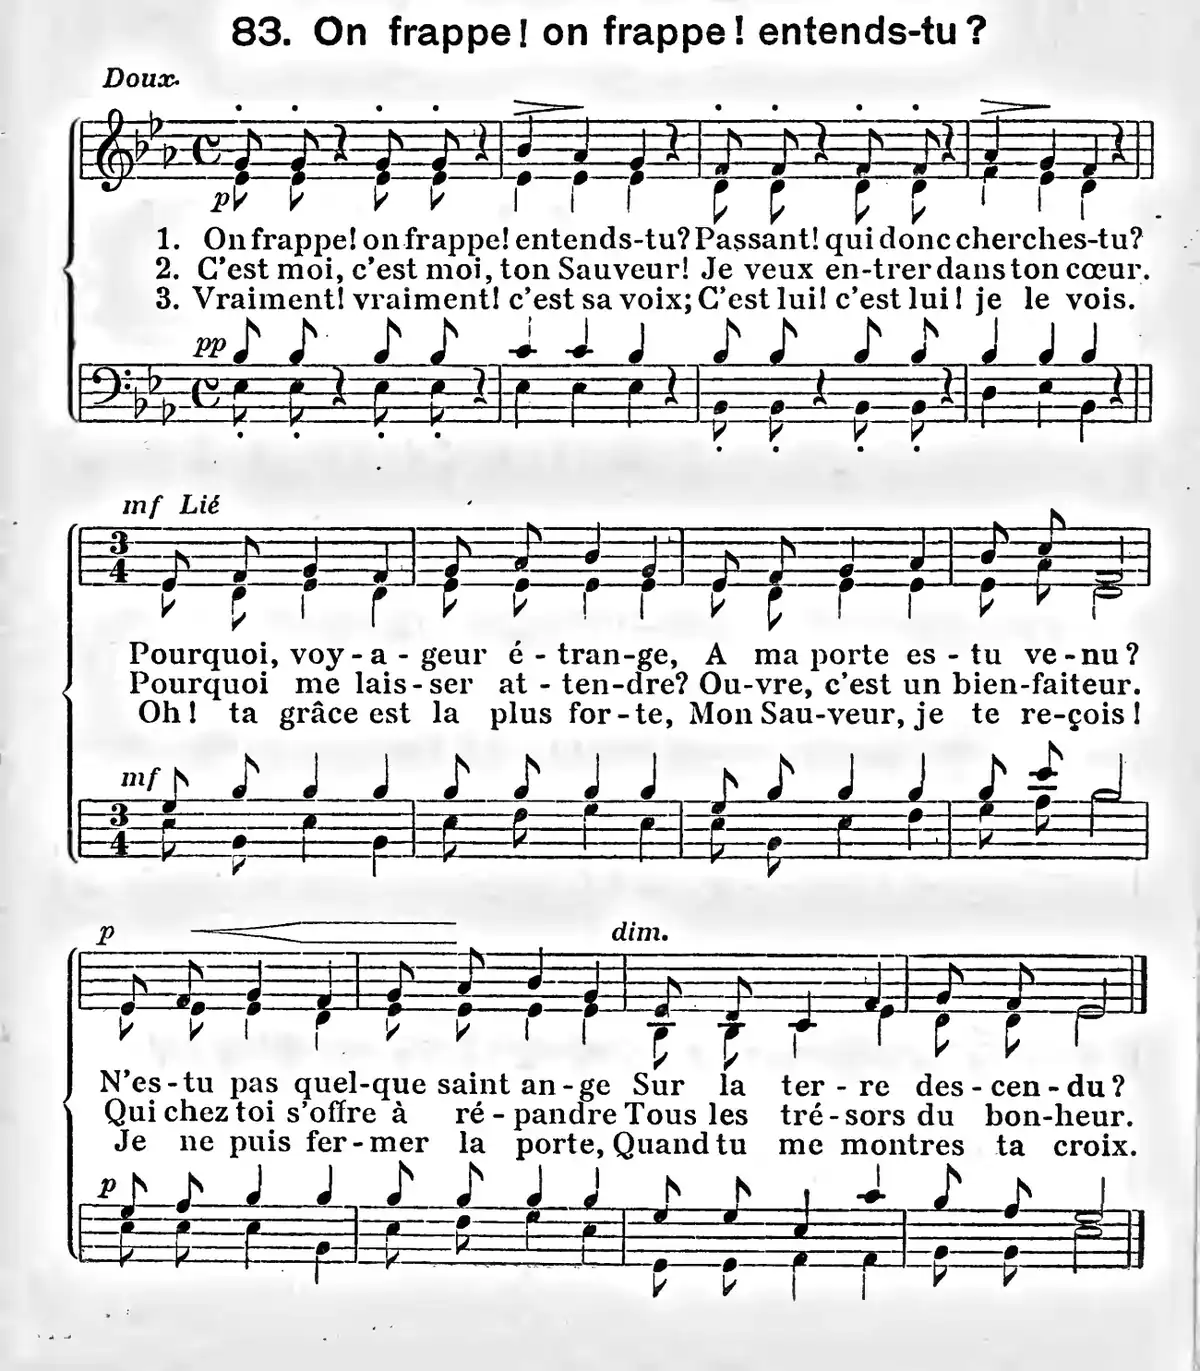 83. On frappe! on frappe! entends-tu?
Doux.
p
1. On frappe! on frappe! entends-tu? Passant! qui donc cherches-tu?
2. C'est moi, c'est moi, ton Sauveur! Je veux en-trer dans ton cœur.
3. Vraiment! vraiment! c'est sa voix; C'est lui! c'est lui! je le vois.
pp
mf Lié
3
4
Pourquoi, voy-a-geur é-tran-ge, A ma porte es-tu ve-nu?
Pourquoi me lais-ser at-ten-dre? Ou-vre, c'est un bien-faiteur.
Oh! ta grâce est la plus for-te, Mon Sau-veur, je te re-çois!
mf
3
4
p dim.
N'es-tu pas quel-que saint an-ge Sur la ter-re des-cen-du?
Qui chez toi s'offre à ré-pandre Tous les tré-sors du bon-heur.
Je ne puis fer-mer la porte, Quand tu me montres ta croix.
p